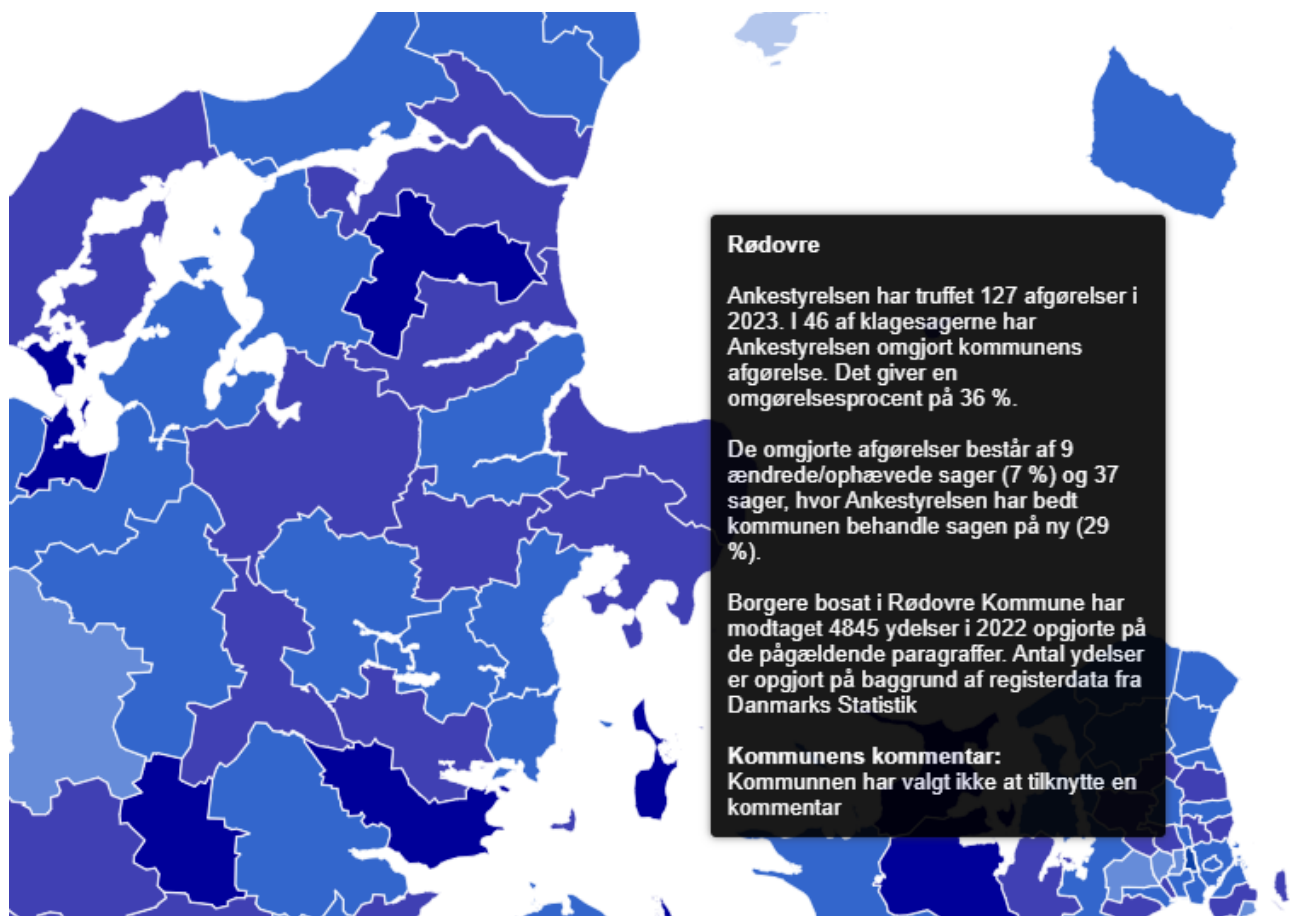 Rødovre
Ankestyrelsen har truffet 127 afgørelser i
2023. I 46 af klagesagerne har
Ankestyrelsen omgjort kommunens
afgørelse. Det giver en
omgørelsesprocent på 36 %.
De omgjorte afgørelser består af 9
ændrede/ophævede sager (7 %) og 37
sager, hvor Ankestyrelsen har bedt
kommunen behandle sagen på ny (29
%).
Borgere bosat i Rødovre Kommune har
modtaget 4845 ydelser i 2022 opgjorte på
de pågældende paragraffer. Antal ydelser
er opgjort på baggrund af registerdata fra
Danmarks Statistik
Kommunens kommentar:
Kommunnen har valgt ikke at tilknytte en
kommentar